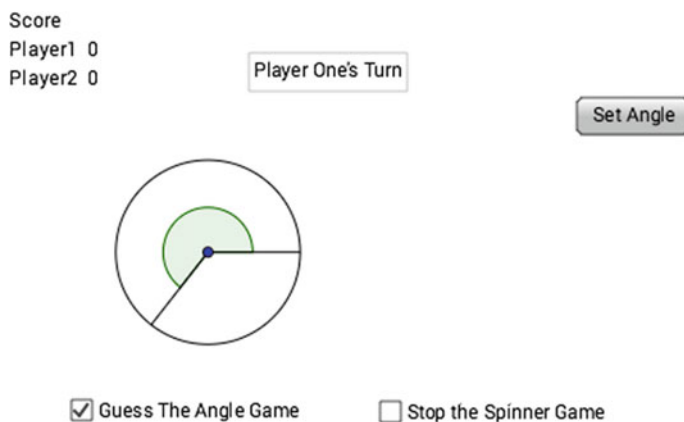 Score
Player1 0
Player2 0
Player One's Turn
Set Angle
Guess The Angle Game
Stop the Spinner Game